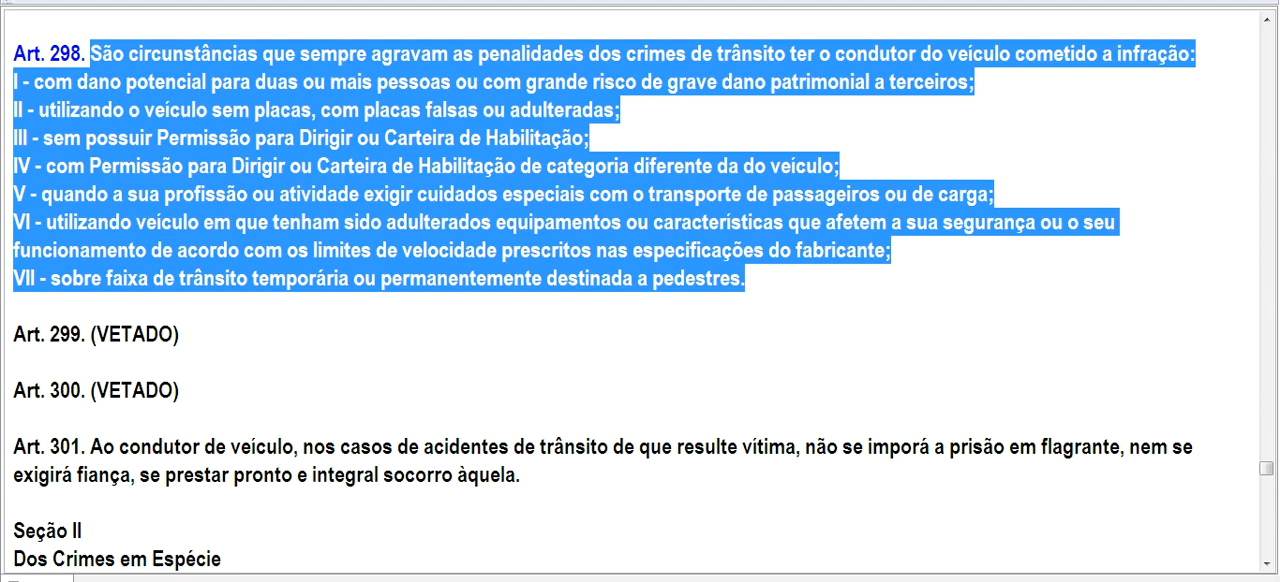 Art. 298. São circunstâncias que sempre agravam as penalidades dos crimes de trânsito ter o condutor do veículo cometido a infração:
I - com dano potencial para duas ou mais pessoas ou com grande risco de grave dano patrimonial a terceiros;
II - utilizando o veículo sem placas, com placas falsas ou adulteradas;
III - sem possuir Permissão para Dirigir ou Carteira de Habilitação;
IV - com Permissão para Dirigir ou Carteira de Habilitação de categoria diferente da do veículo;
V - quando a sua profissão ou atividade exigir cuidados especiais com o transporte de passageiros ou de carga;
VI - utilizando veículo em que tenham sido adulterados equipamentos ou características que afetem a sua segurança ou o seu
funcionamento de acordo com os limites de velocidade prescritos nas especificações do fabricante;
VII - sobre faixa de trânsito temporária ou permanentemente destinada a pedestres.
Art. 299. (VETADO)
Art. 300. (VETADO)
Art. 301. Ao condutor de veículo, nos casos de acidentes de trânsito de que resulte vítima, não se imporá a prisão em flagrante, nem se
exigirá fiança, se prestar pronto e integral socorro àquela.
Seção II
Dos Crimes em Espécie